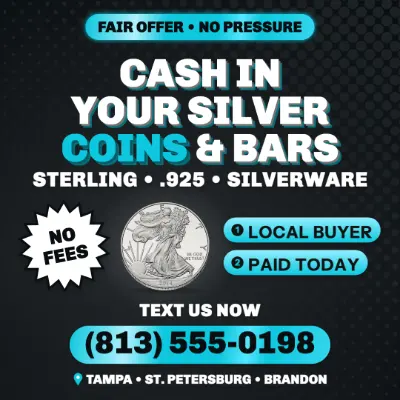 FAIR OFFER • NO PRESSURE
CASH IN
YOUR SILVER
COINS & BARS
STERLING • .925 • SILVERWARE
NO
FEES
1 LOCAL BUYER
2 PAID TODAY
TEXT US NOW
(813) 555-0198
TAMPA • ST. PETERSBURG • BRANDON